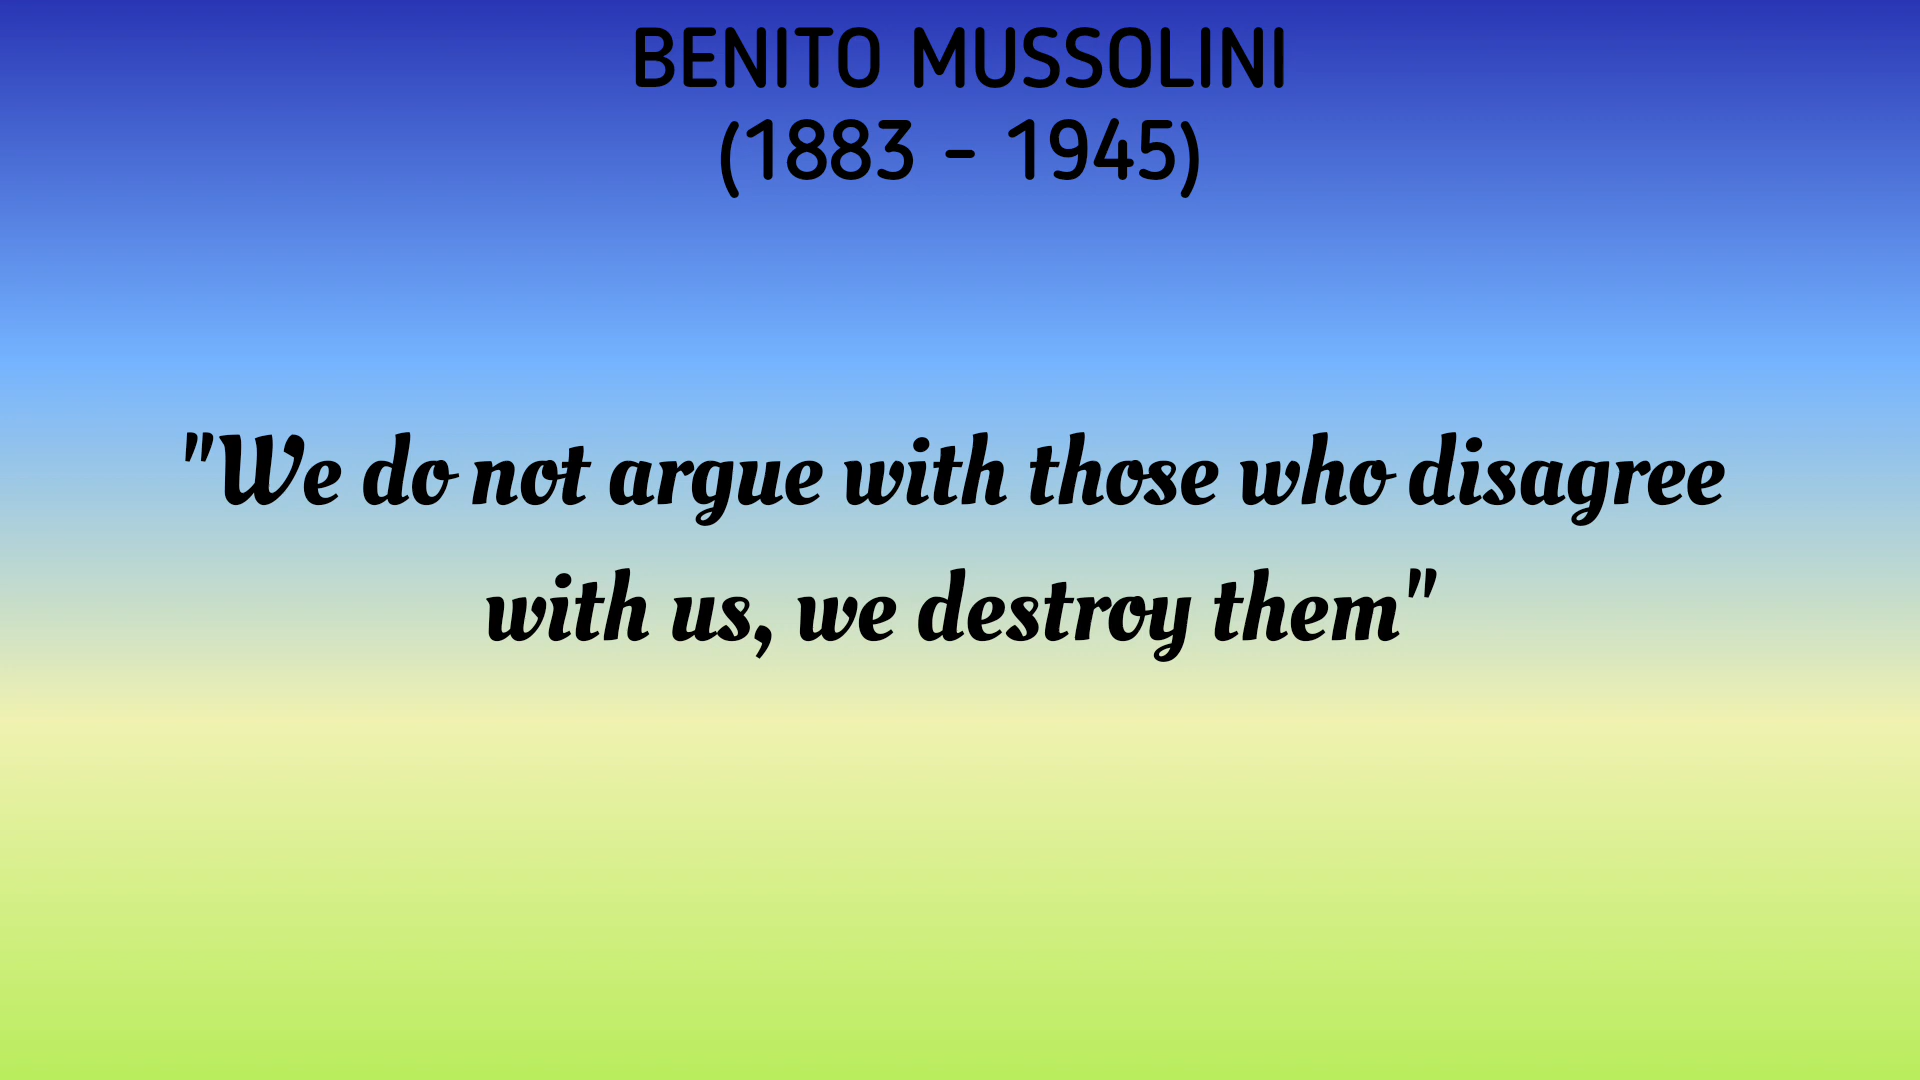 BENITO MUSSOLINI
(1883 - 1945)
"We do not argue with those who disagree
with us, we destroy them"